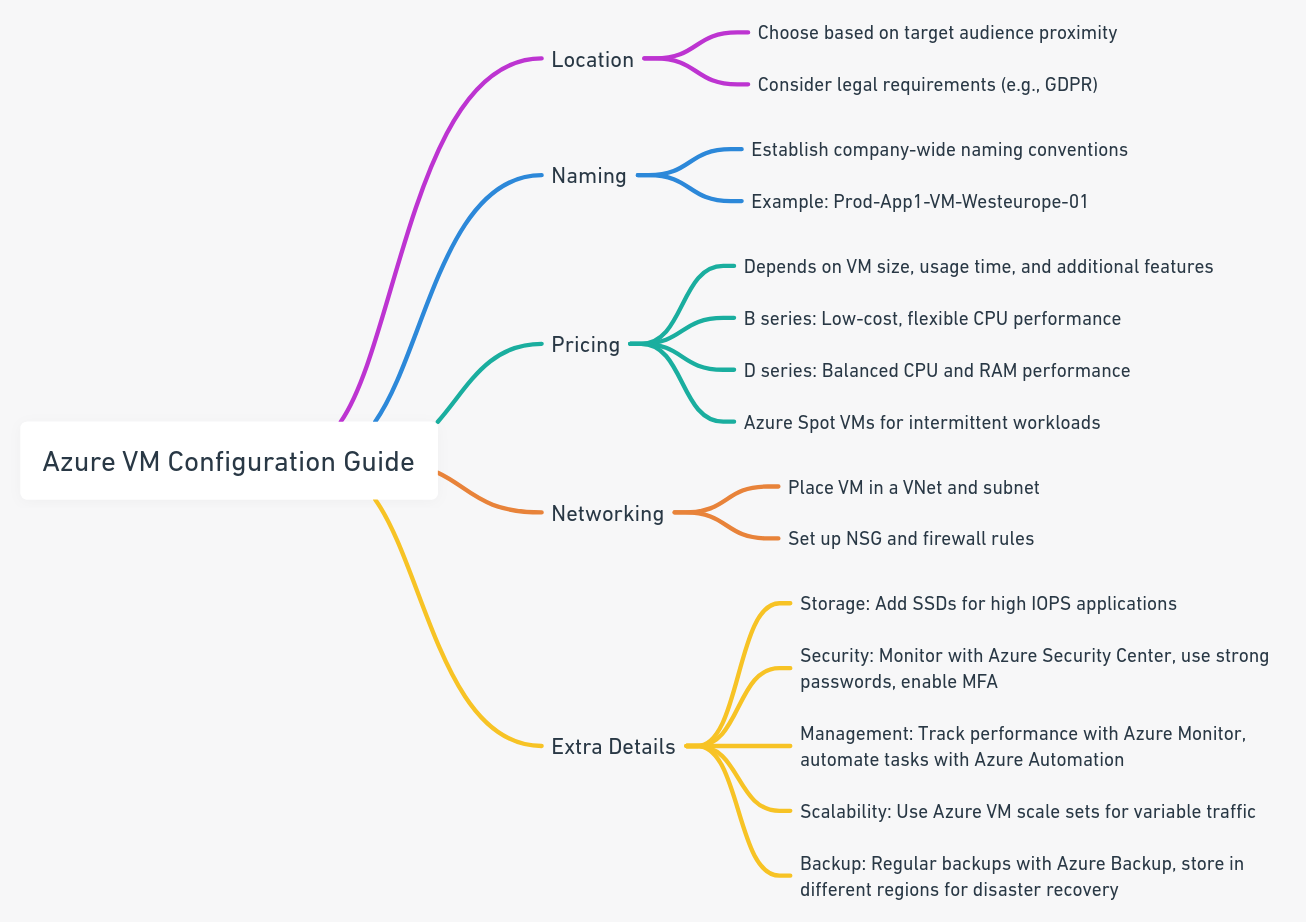 Azure VM Configuration Guide
Location
Choose based on target audience proximity
Consider legal requirements (e.g., GDPR)
Naming
Establish company-wide naming conventions
Example: Prod-App1-VM-Westeurope-01
Pricing
Depends on VM size, usage time, and additional features
B series: Low-cost, flexible CPU performance
D series: Balanced CPU and RAM performance
Azure Spot VMs for intermittent workloads
Networking
Place VM in a VNet and subnet
Set up NSG and firewall rules
Extra Details
Storage: Add SSDs for high IOPS applications
Security: Monitor with Azure Security Center, use strong
passwords, enable MFA
Management: Track performance with Azure Monitor,
automate tasks with Azure Automation
Scalability: Use Azure VM scale sets for variable traffic
Backup: Regular backups with Azure Backup, store in
different regions for disaster recovery